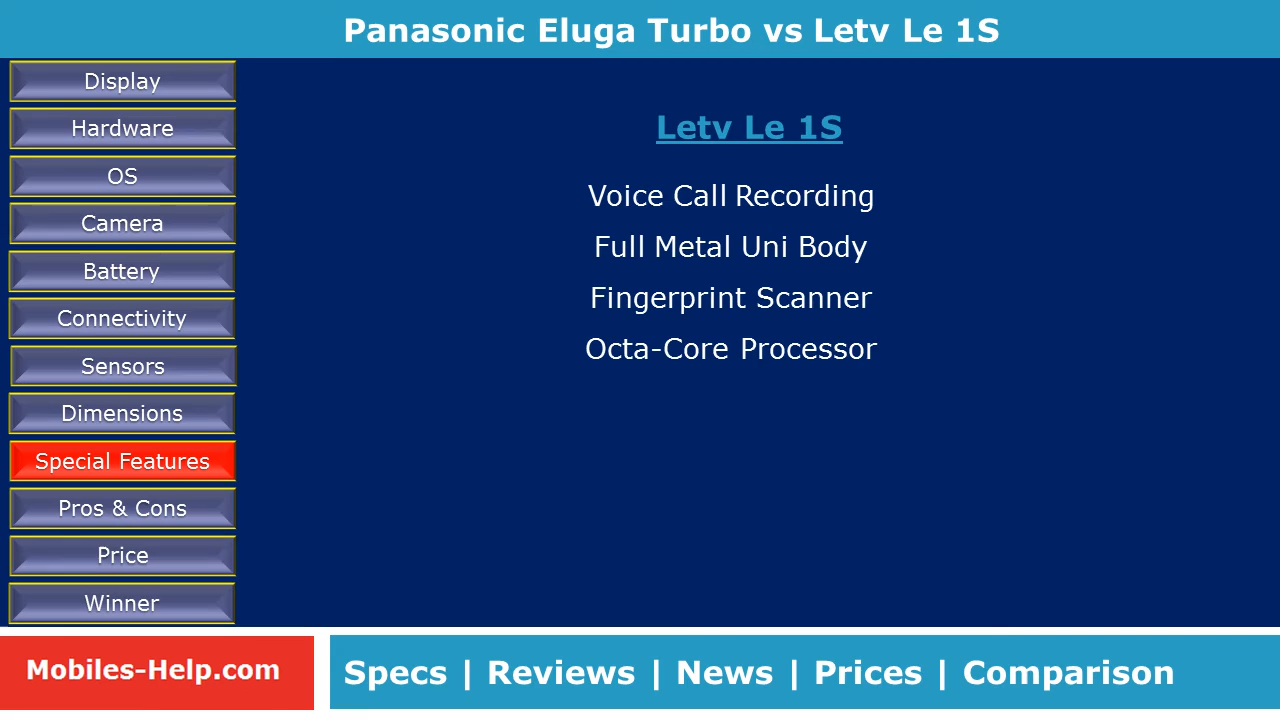 Panasonic Eluga Turbo vs Letv Le 1S
Display
Hardware
OS
Camera
Battery
Connectivity
Sensors
Dimensions
Special Features
Pros & Cons
Price
Winner
Letv Le 1S
Voice Call Recording
Full Metal Uni Body
Fingerprint Scanner
Octa-Core Processor
Mobiles-Help.com
Specs | Reviews | News | Prices | Comparison